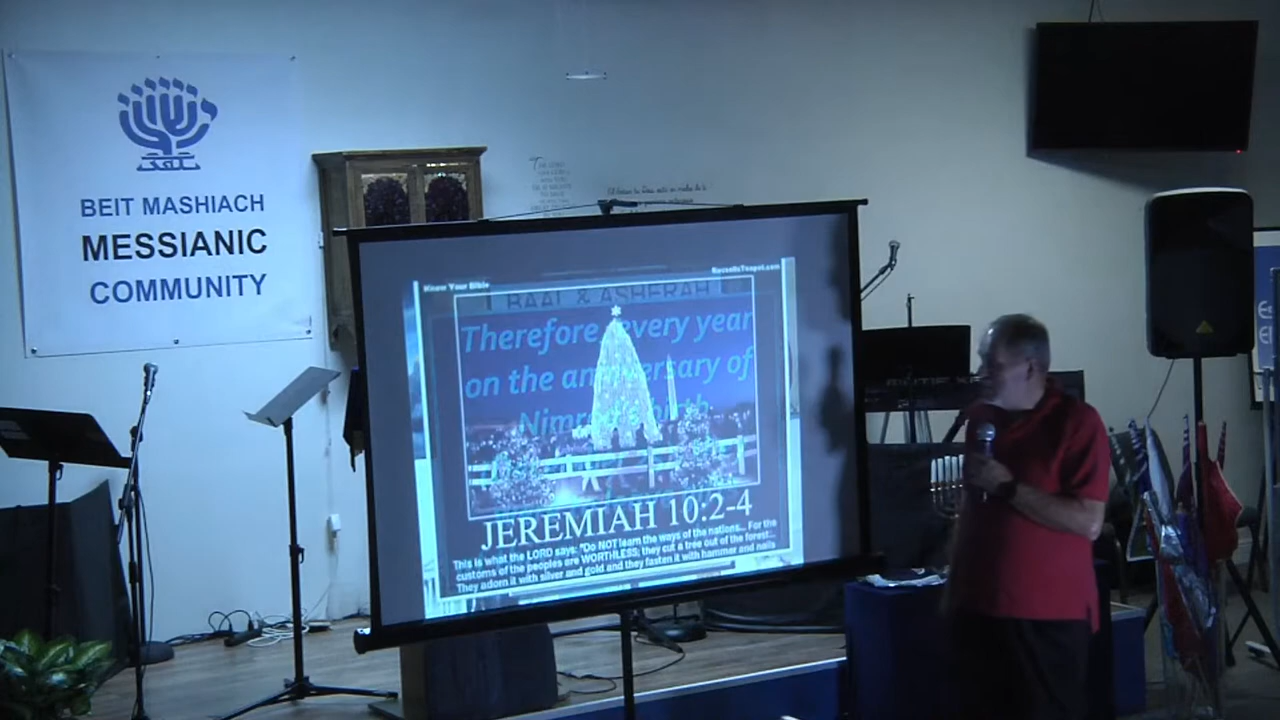 BEIT MASHIACH
MESSIANIC
COMMUNITY
Know Your Bible
RussellsTeapot.com
BAAL & ASHERAH
Therefore every year
on the anniversary of
Nimrod's birth
JEREMIAH 10:2-4
This is what the LORD says: "Do NOT learn the ways of the nations... For the
customs of the peoples are WORTHLESS; they cut a tree out of the forest...
They adorn it with silver and gold and they fasten it with hammer and nails